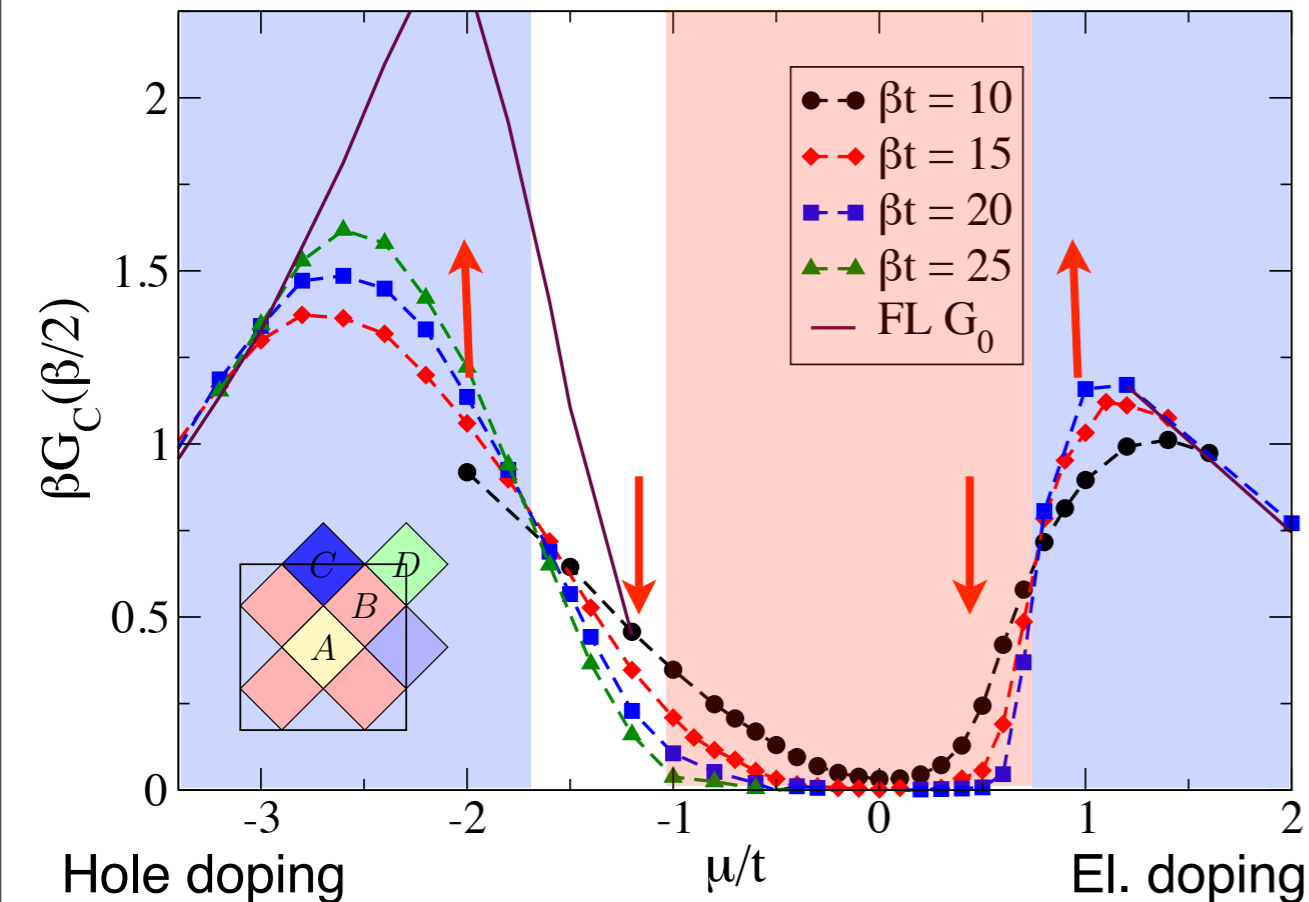 βG_C(β/2)
2
1.5
1
0.5
0
βt = 10
βt = 15
βt = 20
βt = 25
FL G_0
C
D
B
A
-3 -2 -1 0 1 2
Hole doping μ/t El. doping